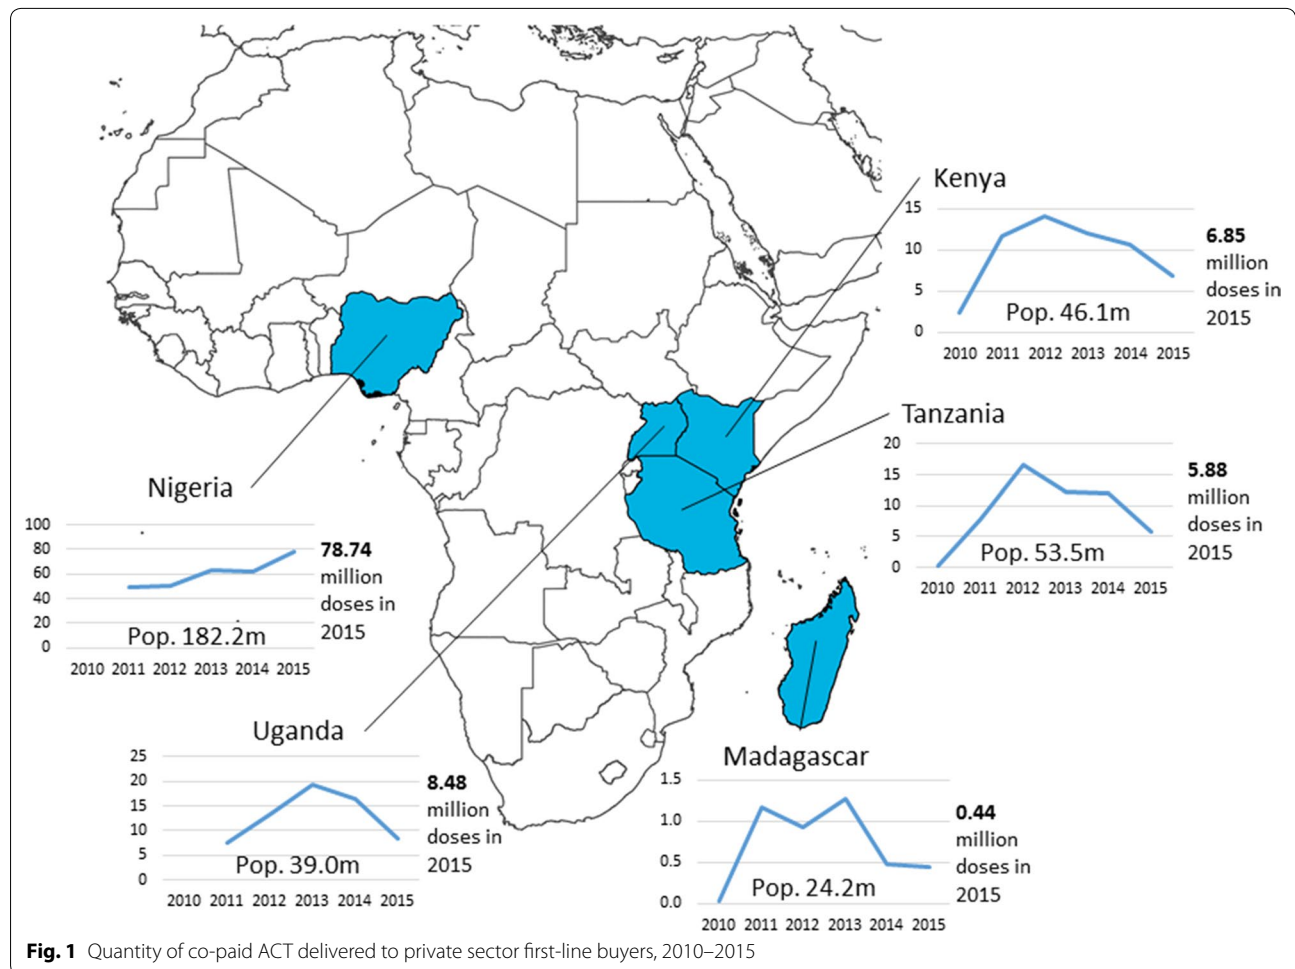 Kenya
15
10
5
0
Pop. 46.1m
2010 2011 2012 2013 2014 2015
6.85
million
doses in
2015
Tanzania
20
15
10
5
0
Pop. 53.5m
2010 2011 2012 2013 2014 2015
5.88
million
doses in
2015
Nigeria
100
80
60
40
20
0
Pop. 182.2m
2010 2011 2012 2013 2014 2015
78.74
million
doses in
2015
Uganda
25
20
15
10
5
0
Pop. 39.0m
2010 2011 2012 2013 2014 2015
8.48
million
doses in
2015
Madagascar
1.5
1.0
0.5
0.0
Pop. 24.2m
2010 2011 2012 2013 2014 2015
0.44
million
doses in
2015
Fig. 1 Quantity of co-paid ACT delivered to private sector first-line buyers, 2010–2015